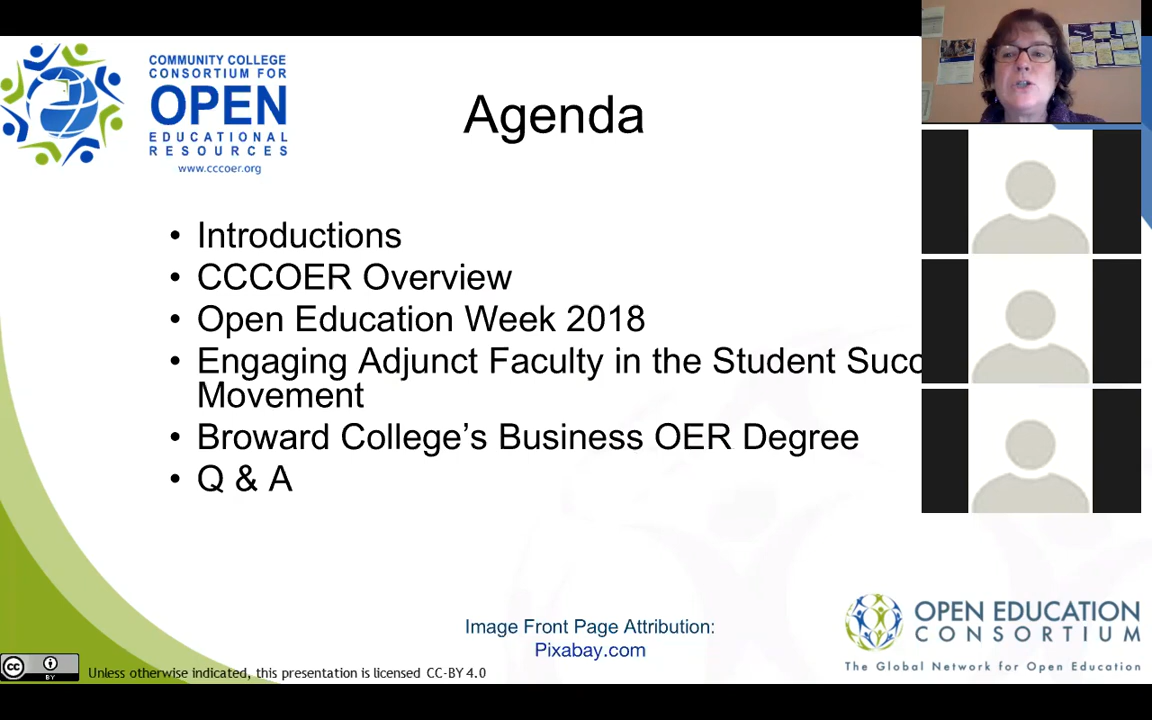 COMMUNITY COLLEGE
CONSORTIUM FOR
OPEN
EDUCATIONAL
RESOURCES
www.cccoer.org
Agenda
• Introductions
• CCCOER Overview
• Open Education Week 2018
• Engaging Adjunct Faculty in the Student Succ
Movement
• Broward College’s Business OER Degree
• Q & A
Image Front Page Attribution:
Pixabay.com
OPEN EDUCATION
CONSORTIUM
The Global Network for Open Education
cc BY
Unless otherwise indicated, this presentation is licensed CC-BY 4.0